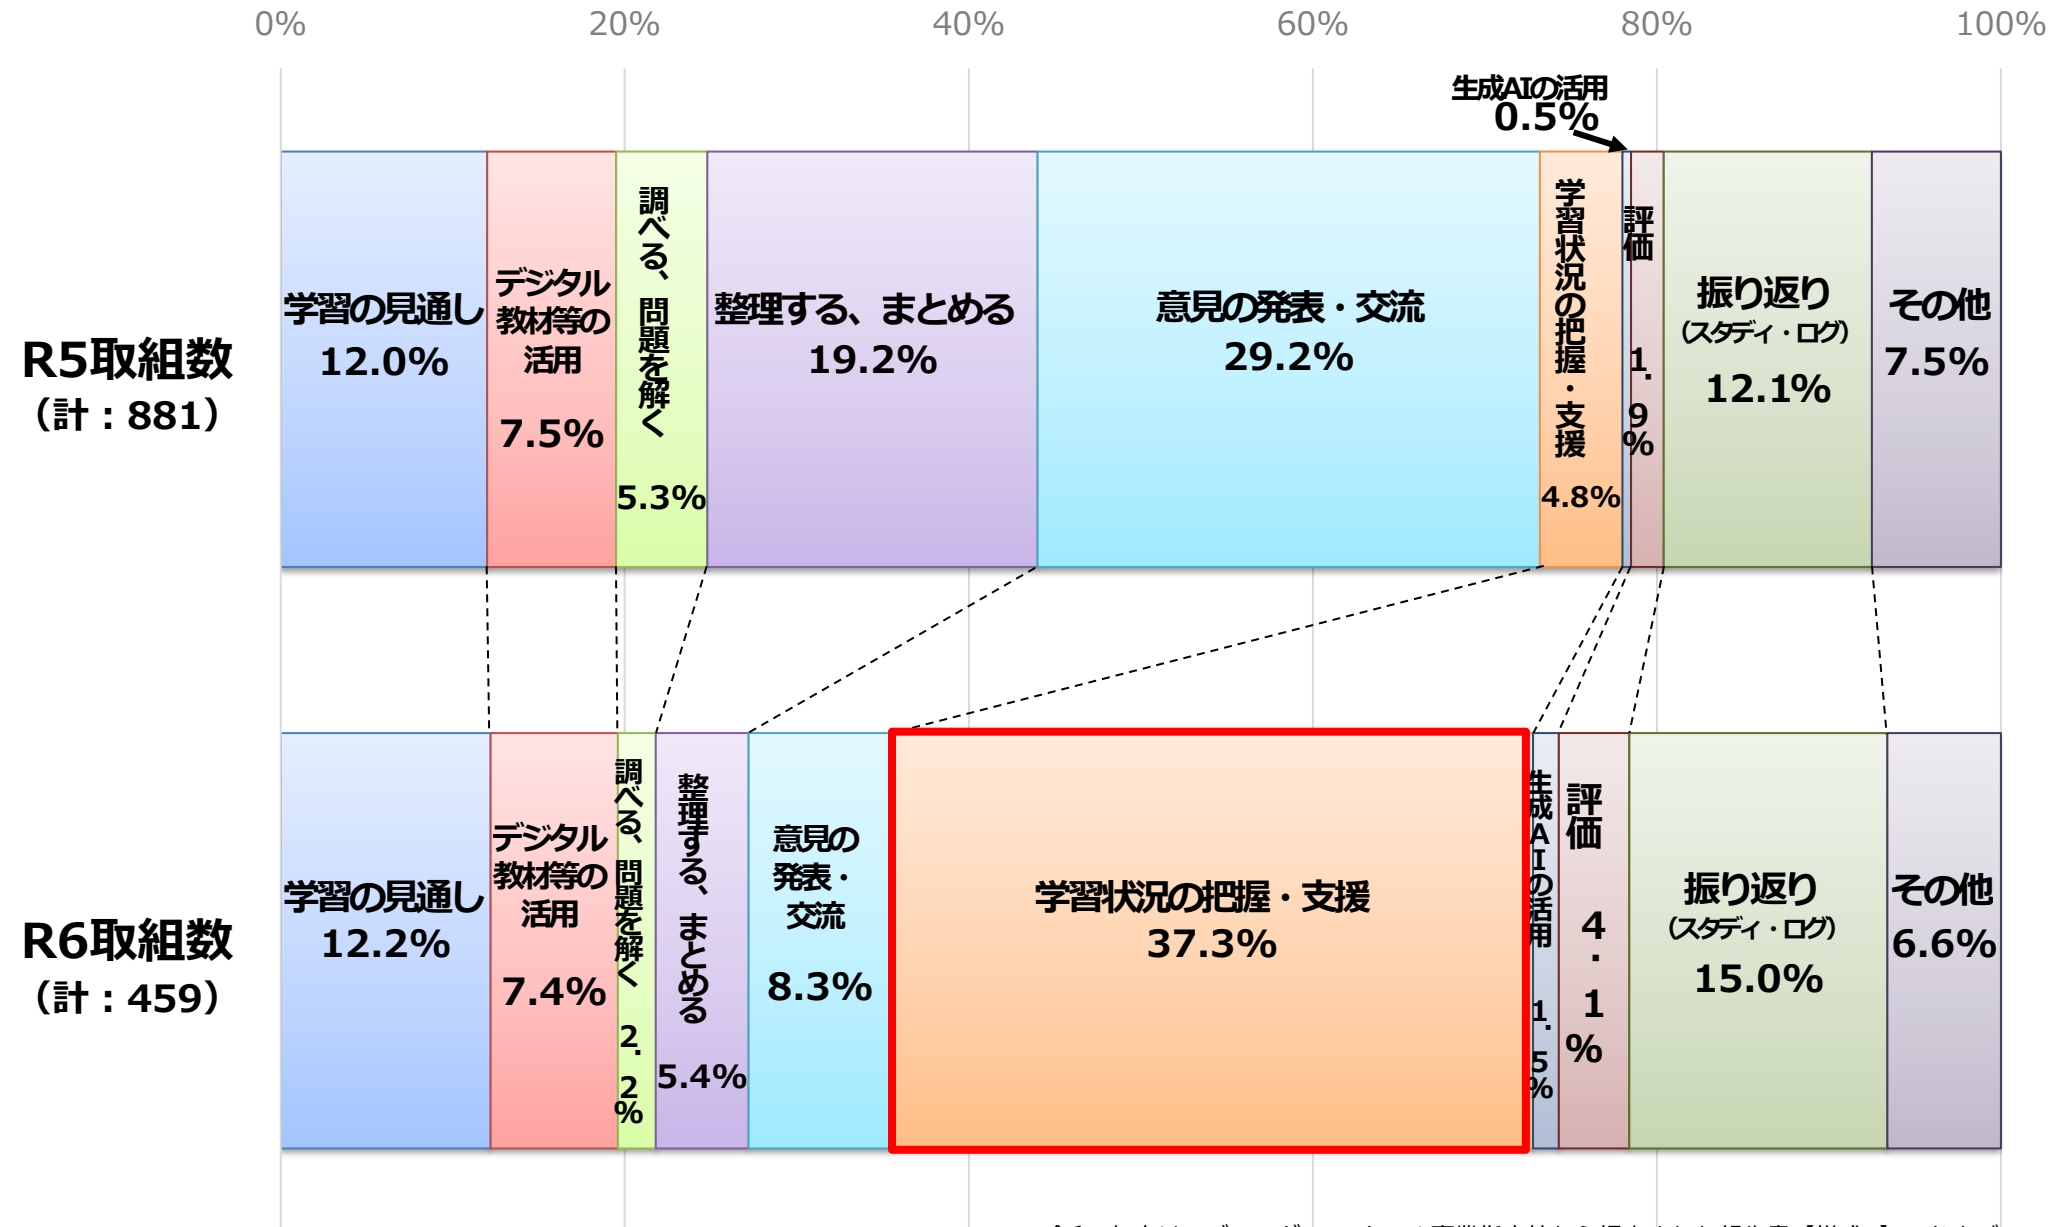 0% 20% 40% 60% 80% 100%
生成AIの活用
0.5%
R5取組数
（計：881）
学習の見通し
12.0%
デジタル
教材等の
活用
7.5%
調べる、問題を解く
5.3%
整理する、まとめる
19.2%
意見の発表・交流
29.2%
学習状況の把握・支援
4.8%
評価 1.9%
振り返り
（スタディ・ログ）
12.1%
その他
7.5%
R6取組数
（計：459）
学習の見通し
12.2%
デジタル
教材等の
活用
7.4%
調べる、問題を解く 2.2%
整理する、まとめる
5.4%
意見の
発表・
交流
8.3%
学習状況の把握・支援
37.3%
生成AIの活用 1.5%
評価 4.1%
振り返り
（スタディ・ログ）
15.0%
その他
6.6%